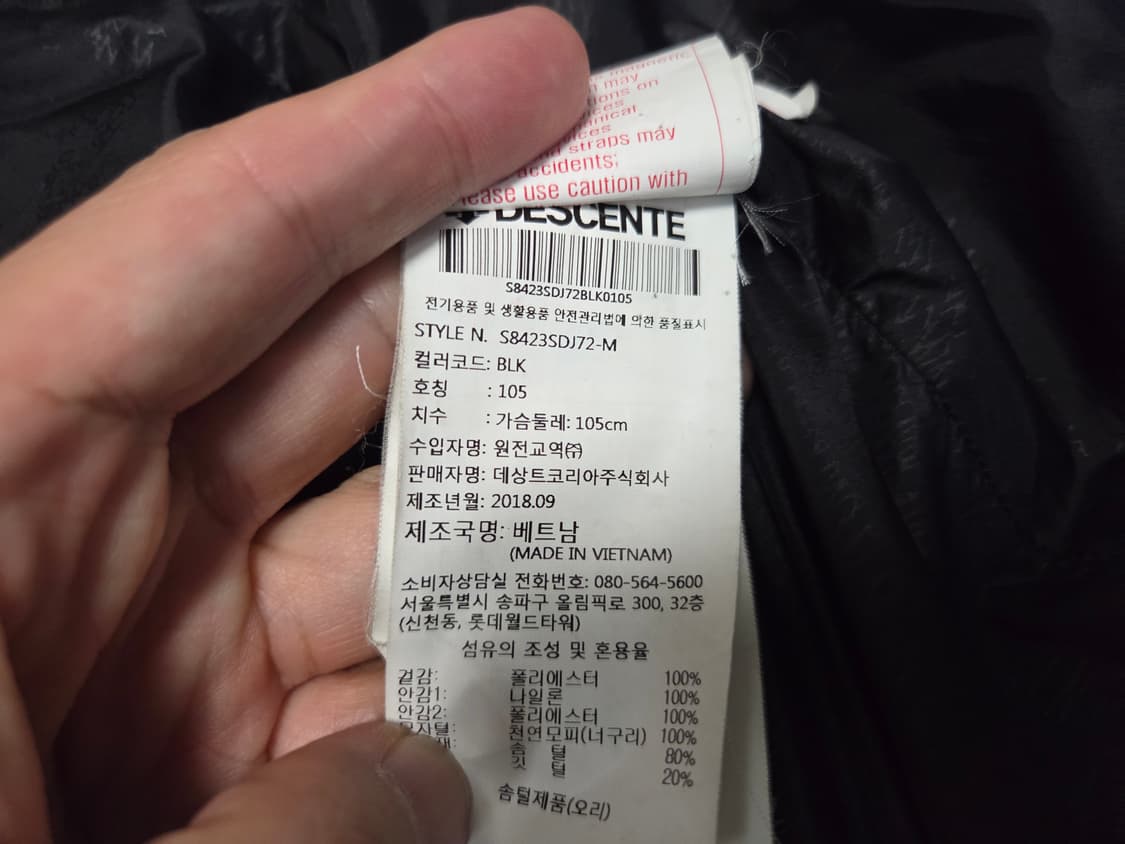 may
ons on
straps may
accidents;
ease use caution with
DESCENTE
S8423SDJ72BLK0105
전기용품 및 생활용품 안전관리법에 의한 품질표시
STYLE N. S8423SDJ72-M
컬러코드: BLK
호칭 : 105
치수 : 가슴둘레: 105cm
수입자명: 원전교역㈜
판매자명: 데상트코리아주식회사
제조년월: 2018.09
제조국명: 베트남
(MADE IN VIETNAM)
소비자상담실 전화번호: 080-564-5600
서울특별시 송파구 올림픽로 300, 32층
(신천동, 롯데월드타워)
섬유의 조성 및 혼용율
겉감: 폴리에스터 100%
안감1: 나일론 100%
안감2: 폴리에스터 100%
모자털: 천연모피(너구리) 100%
솜 털 80%
깃 털 20%
솜털제품(오리)